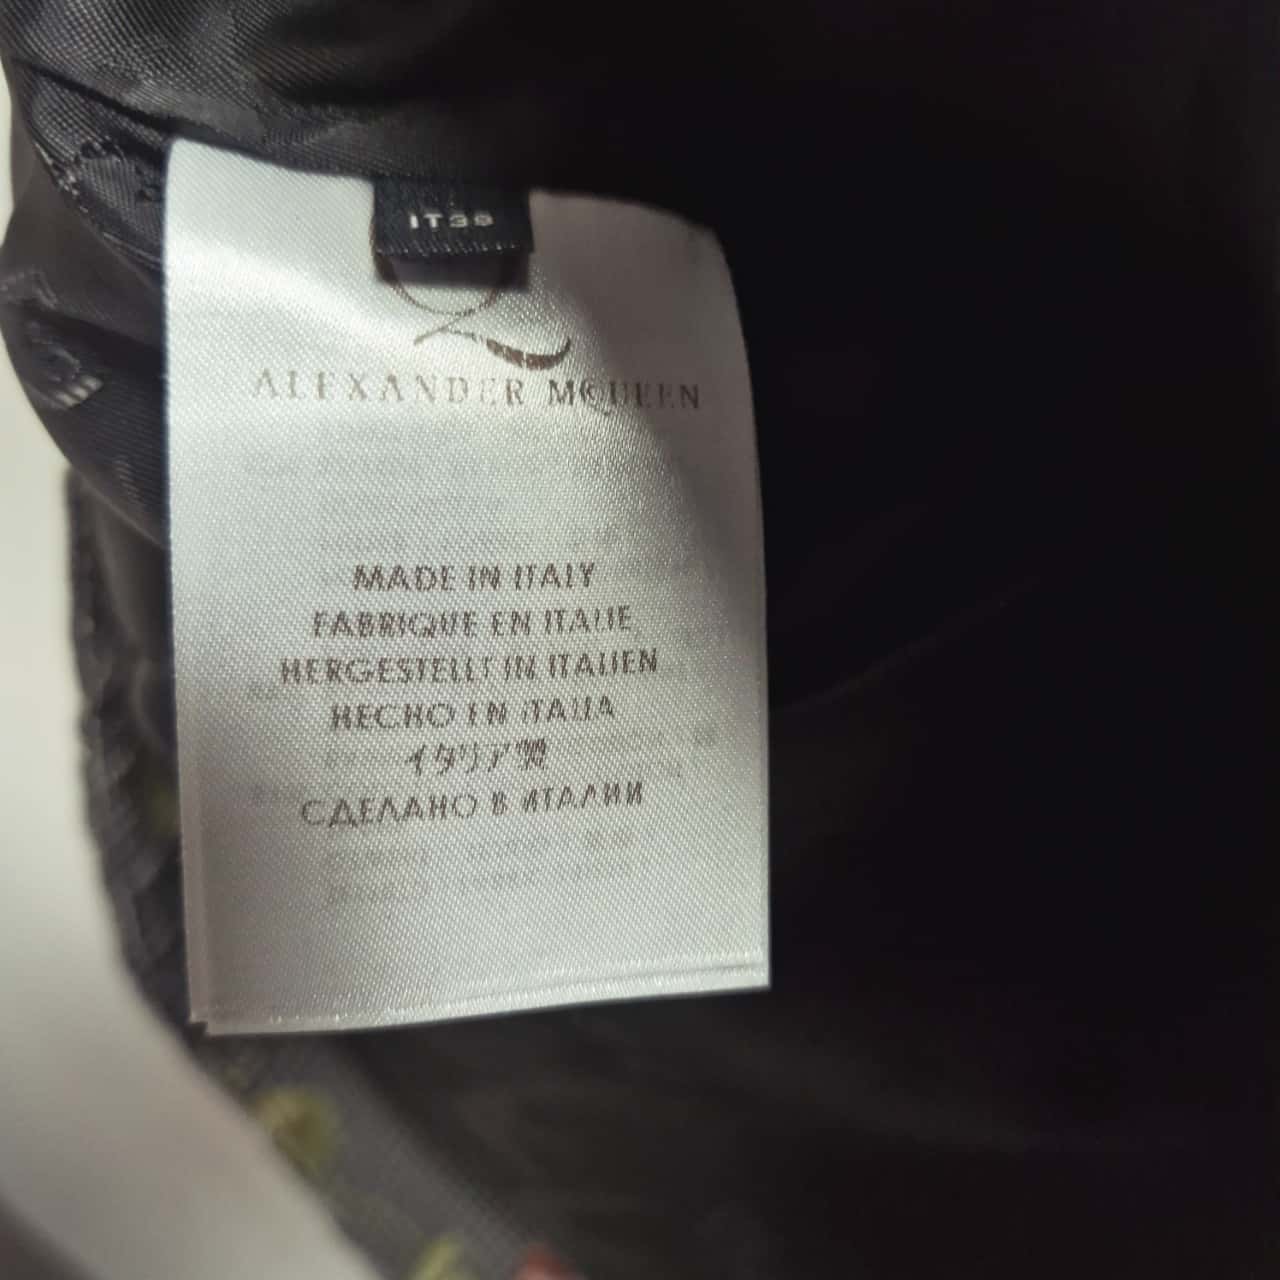 IT38
ALEXANDER MCQUEEN
MADE IN ITALY
FABRIQUE EN ITALIE
HERGESTELLT IN ITALIEN
HECHO EN ITALIA
イタリア製
СДЕЛАНО В ИТАЛИИ